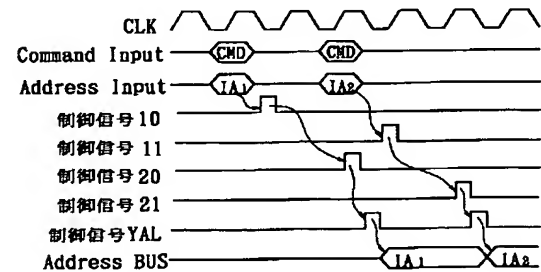 CLK
Command Input CMD CMD
Address Input IA1 IA2
制御信号10
制御信号11
制御信号20
制御信号21
制御信号YAL
Address BUS IA1 IA2